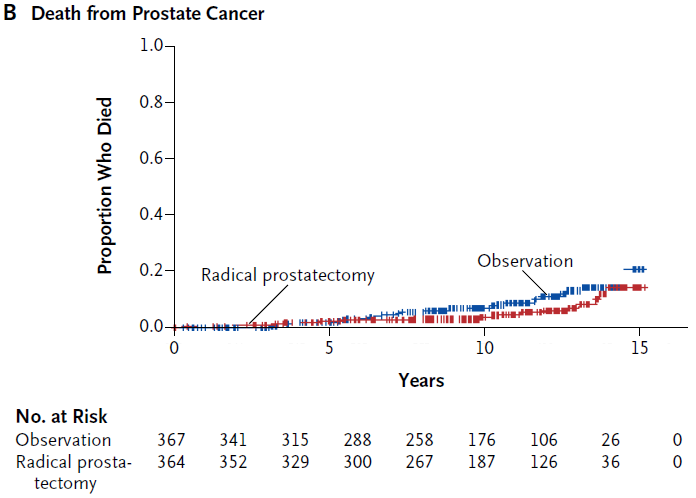 B Death from Prostate Cancer
1.0
0.8
0.6
0.4
0.2
0.0
Proportion Who Died
Radical prostatectomy
Observation
0 5 10 15
Years
No. at Risk
Observation 367 341 315 288 258 176 106 26 0
Radical prosta- 364 352 329 300 267 187 126 36 0
tectomy